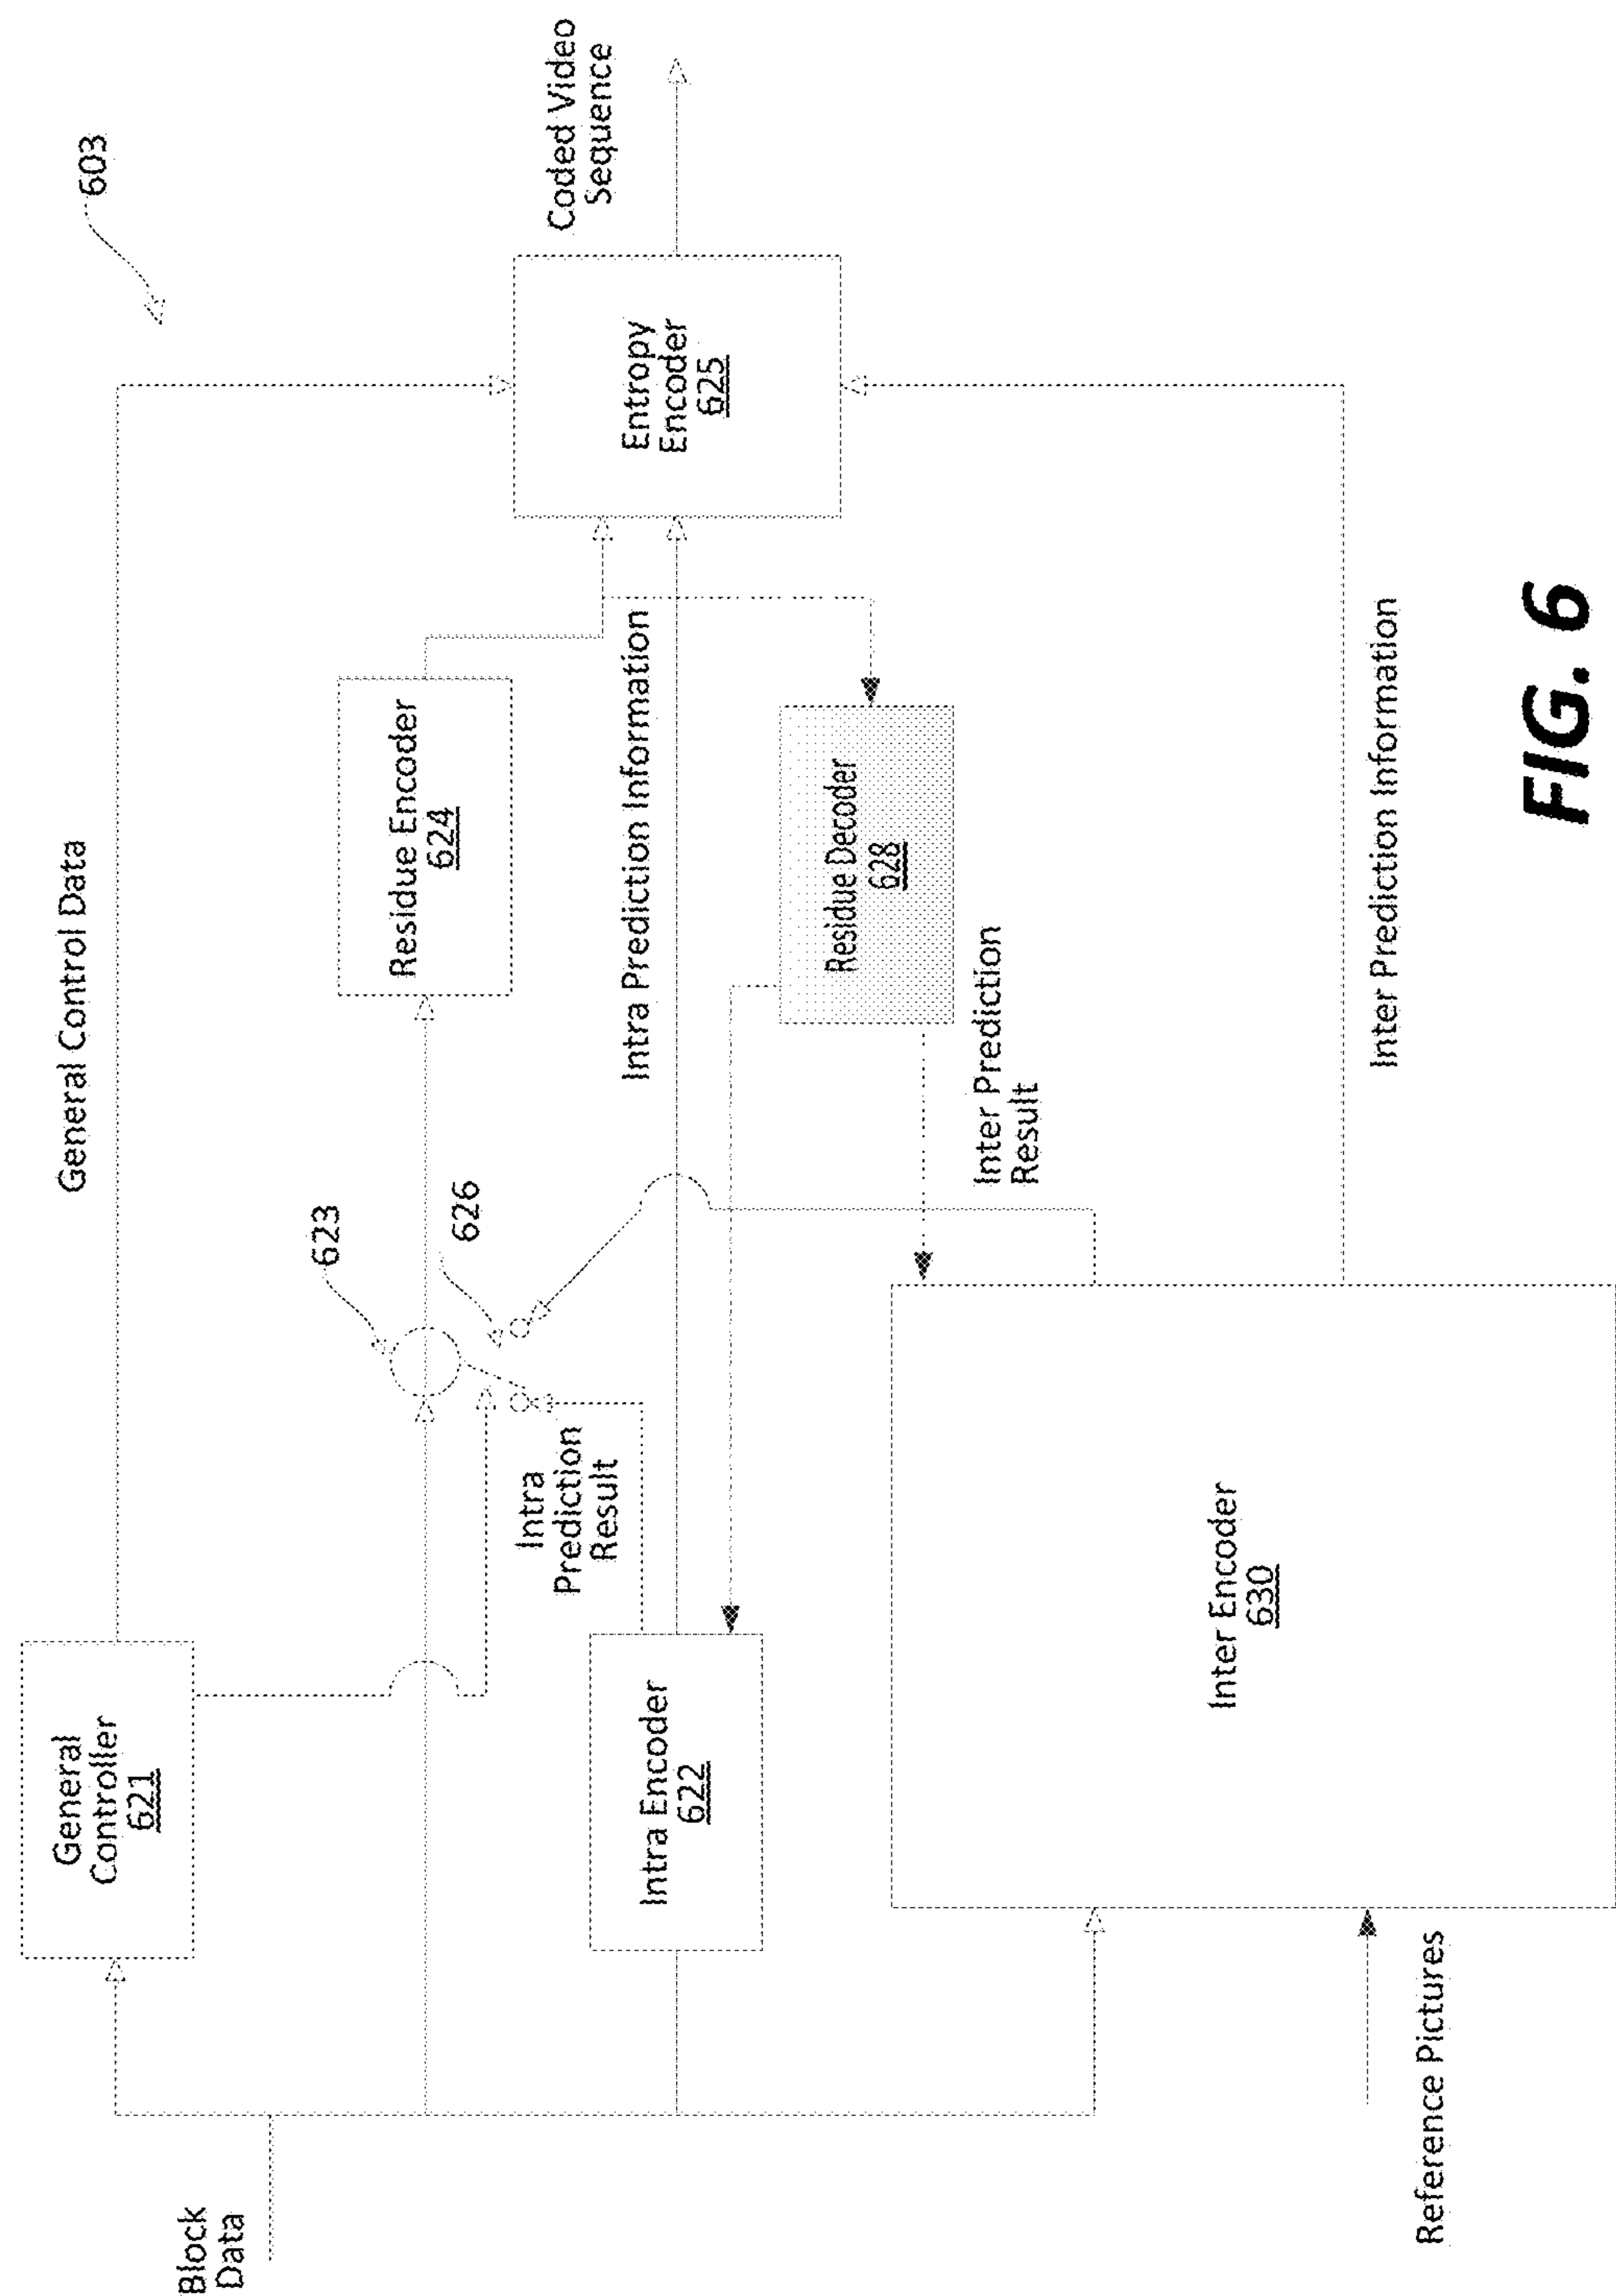 603
General Control Data
Coded Video
Sequence
General
Controller
621
623
626
Residue Encoder
624
Entropy
Encoder
625
Block
Data
Intra
Prediction
Result
Intra Prediction Information
Intra Encoder
622
Residue Decoder
628
Inter Prediction
Result
Inter Encoder
630
Reference Pictures
Inter Prediction Information
FIG. 6